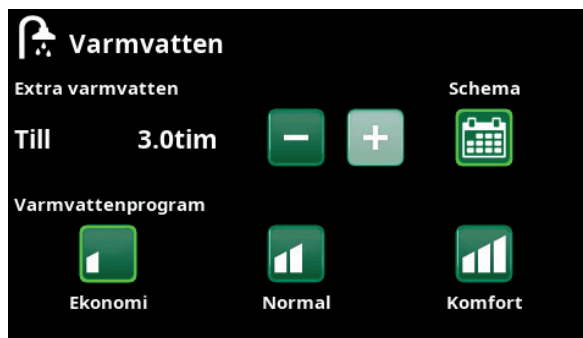 Varmvatten
Extra varmvatten Schema
Till 3.0tim − +
Varmvattenprogram
Ekonomi Normal Komfort